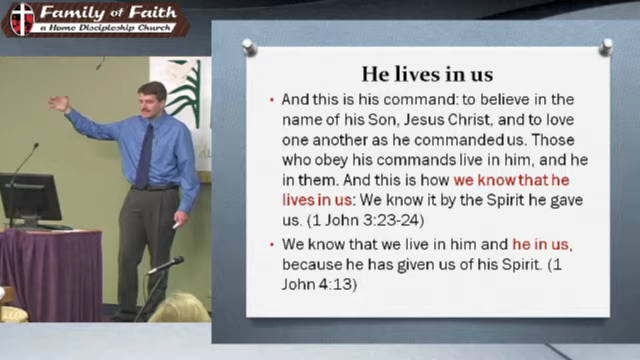 Family of Faith
a Home Discipleship Church
He lives in us
• And this is his command: to believe in the
name of his Son, Jesus Christ, and to love
one another as he commanded us. Those
who obey his commands live in him, and he
in them. And this is how we know that he
lives in us: We know it by the Spirit he gave
us. (1 John 3:23-24)
• We know that we live in him and he in us,
because he has given us of his Spirit. (1
John 4:13)